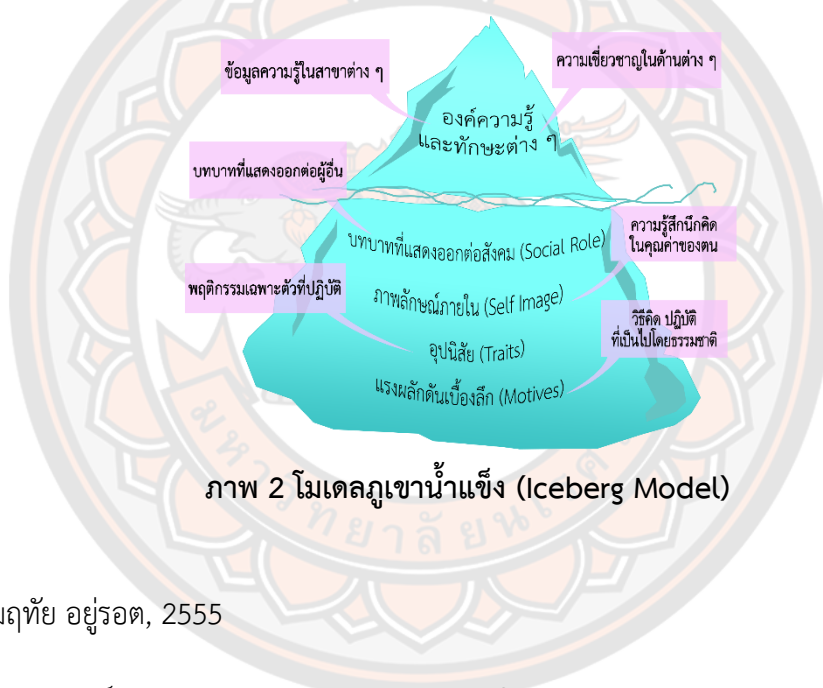 ข้อมูลความรู้ในสาขาต่าง ๆ
ความเชี่ยวชาญในด้านต่าง ๆ
องค์ความรู้
และทักษะต่าง ๆ
บทบาทที่แสดงออกต่อผู้อื่น
บทบาทที่แสดงออกต่อสังคม (Social Role)
ความรู้สึกนึกคิด
ในคุณค่าของตน
พฤติกรรมเฉพาะตัวที่ปฏิบัติ
ภาพลักษณ์ภายใน (Self Image)
วิธีคิด ปฏิบัติ
ที่เป็นไปโดยธรรมชาติ
อุปนิสัย (Traits)
แรงผลักดันเบื้องลึก (Motives)
ภาพ 2 โมเดลภูเขาน้ำแข็ง (Iceberg Model)
อยู่รอต, 2555